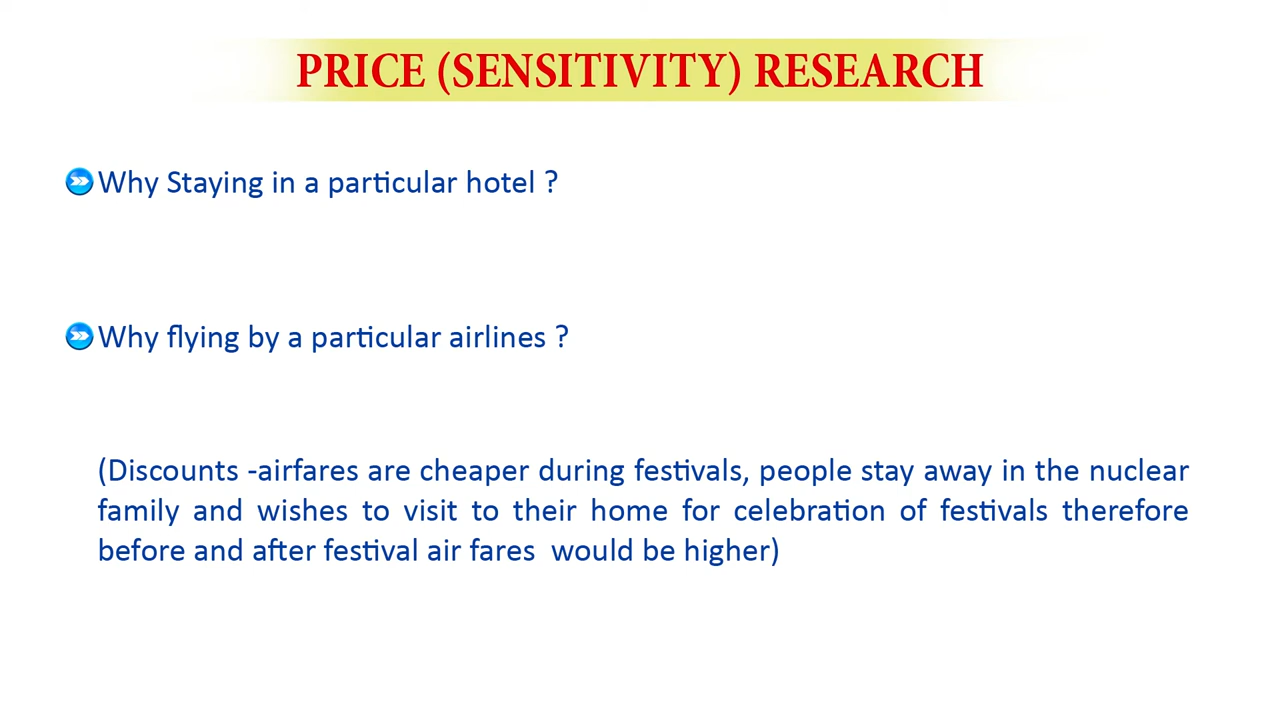 PRICE (SENSITIVITY) RESEARCH
Why Staying in a particular hotel ?
Why flying by a particular airlines ?
(Discounts -airfares are cheaper during festivals, people stay away in the nuclear
family and wishes to visit to their home for celebration of festivals therefore
before and after festival air fares would be higher)